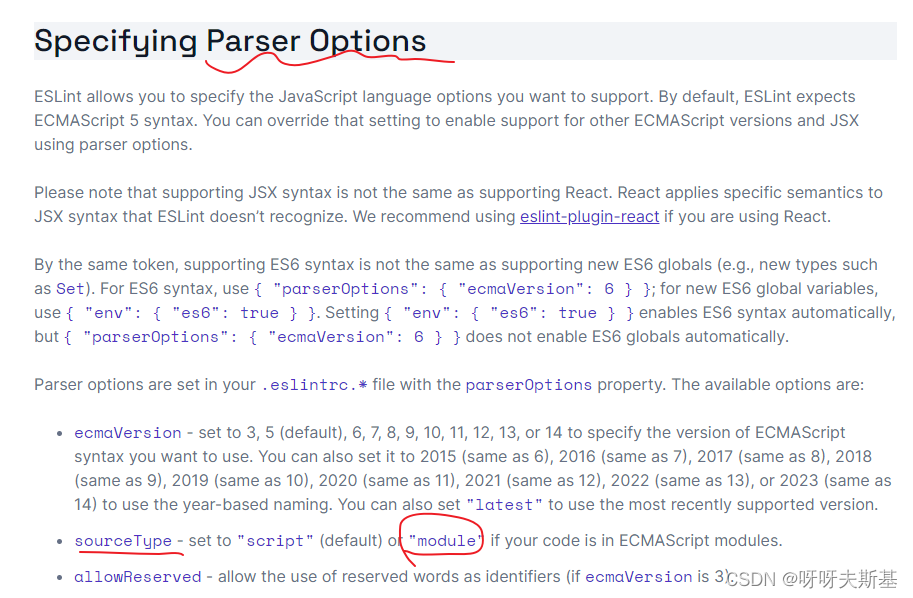 Specifying Parser Options
ESLint allows you to specify the JavaScript language options you want to support. By default, ESLint expects
ECMAScript 5 syntax. You can override that setting to enable support for other ECMAScript versions and JSX
using parser options.
Please note that supporting JSX syntax is not the same as supporting React. React applies specific semantics to
JSX syntax that ESLint doesn’t recognize. We recommend using eslint-plugin-react if you are using React.
By the same token, supporting ES6 syntax is not the same as supporting new ES6 globals (e.g., new types such
as Set). For ES6 syntax, use { "parserOptions": { "ecmaVersion": 6 } }; for new ES6 global variables,
use { "env": { "es6": true } }. Setting { "env": { "es6": true } } enables ES6 syntax automatically,
but { "parserOptions": { "ecmaVersion": 6 } } does not enable ES6 globals automatically.
Parser options are set in your .eslintrc.* file with the parserOptions property. The available options are:
• ecmaVersion - set to 3, 5 (default), 6, 7, 8, 9, 10, 11, 12, 13, or 14 to specify the version of ECMAScript
syntax you want to use. You can also set it to 2015 (same as 6), 2016 (same as 7), 2017 (same as 8), 2018
(same as 9), 2019 (same as 10), 2020 (same as 11), 2021 (same as 12), 2022 (same as 13), or 2023 (same as
14) to use the year-based naming. You can also set "latest" to use the most recently supported version.
• sourceType - set to "script" (default) or "module" if your code is in ECMAScript modules.
• allowReserved - allow the use of reserved words as identifiers (if ecmaVersion is 3).
CSDN @呀呀夫斯基